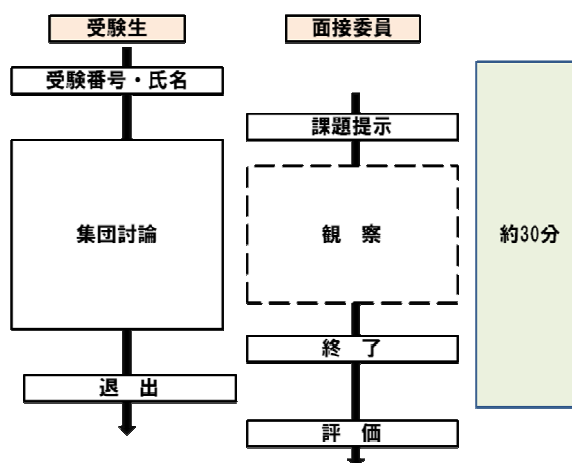 受験生
面接委員
受験番号・氏名
課題提示
集団討論
観　察
約30分
終　了
退　出
評　価